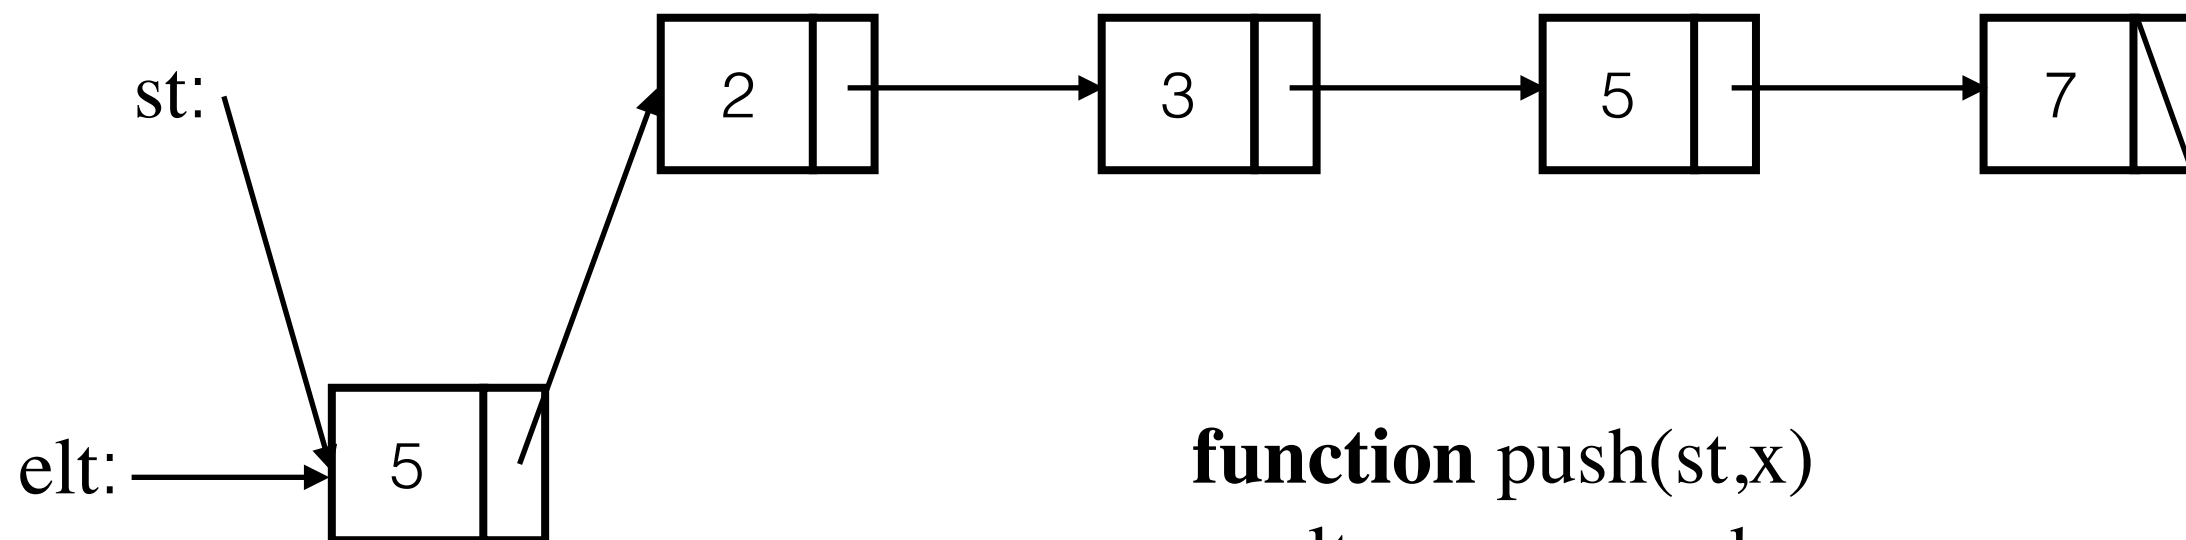 st: 2 3 5 7
elt: 5 function push(st,x)